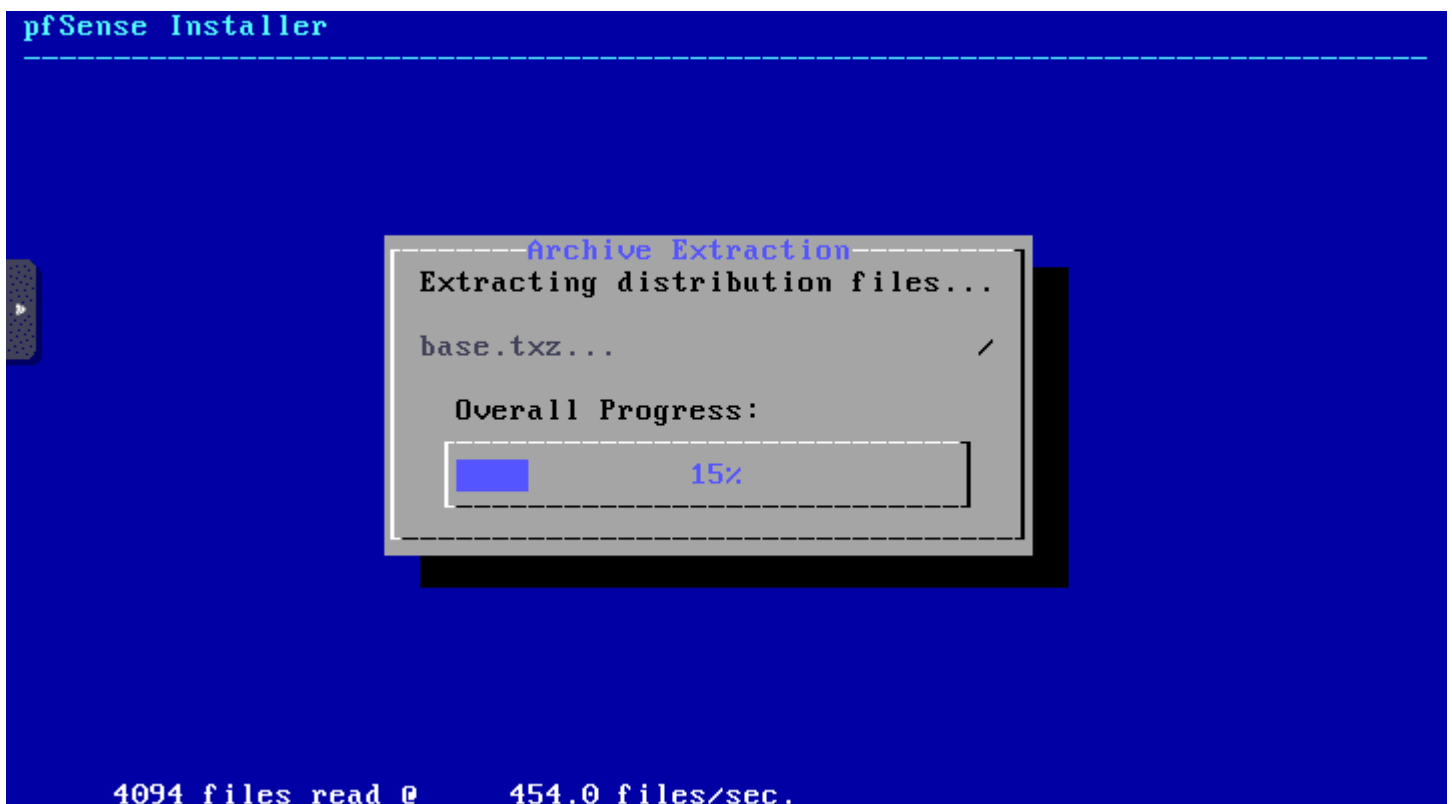 pfSense Installer
Archive Extraction
Extracting distribution files...
base.txz... /
Overall Progress:
15%
4094 files read @ 454.0 files/sec.